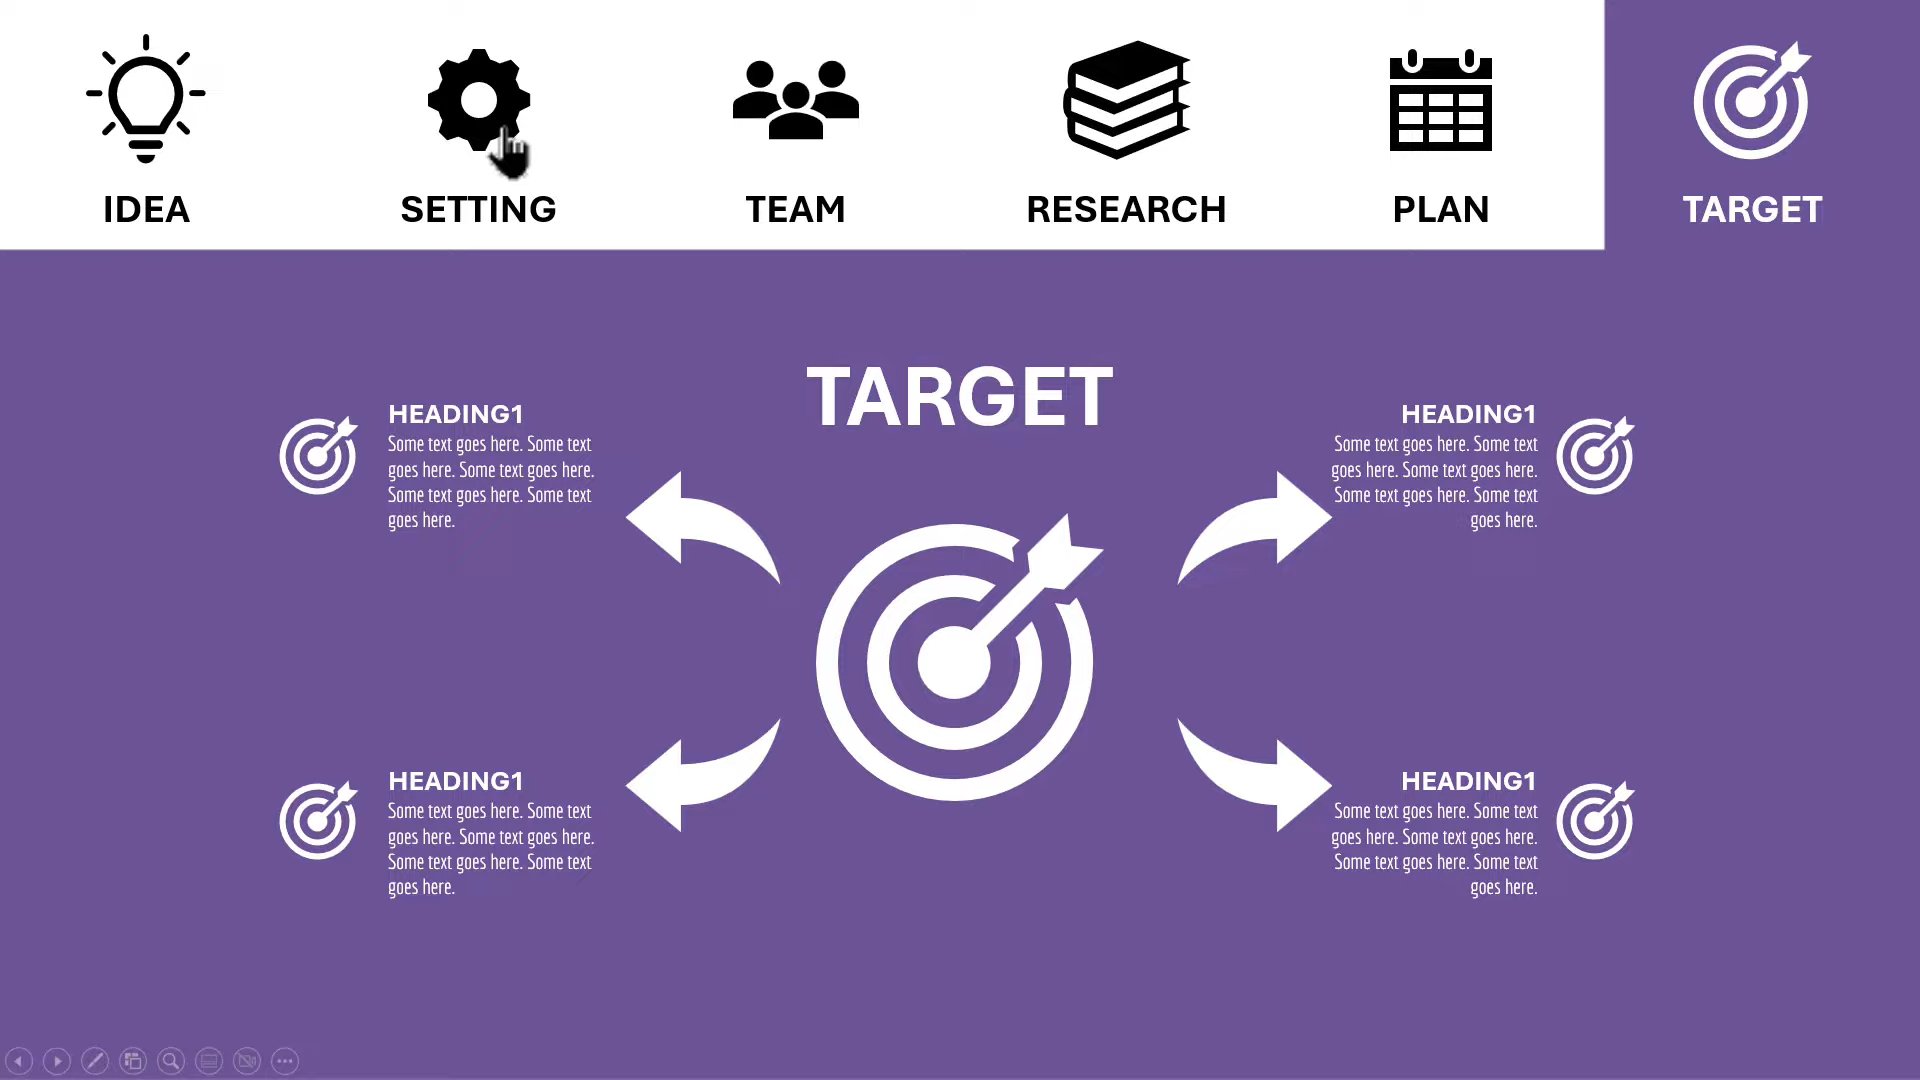 IDEA
SETTING
TEAM
RESEARCH
PLAN
TARGET
TARGET
HEADING1
Some text goes here. Some text
goes here. Some text goes here.
Some text goes here. Some text
goes here.
HEADING1
Some text goes here. Some text
goes here. Some text goes here.
Some text goes here. Some text
goes here.
HEADING1
Some text goes here. Some text
goes here. Some text goes here.
Some text goes here. Some text
goes here.
HEADING1
Some text goes here. Some text
goes here. Some text goes here.
Some text goes here. Some text
goes here.